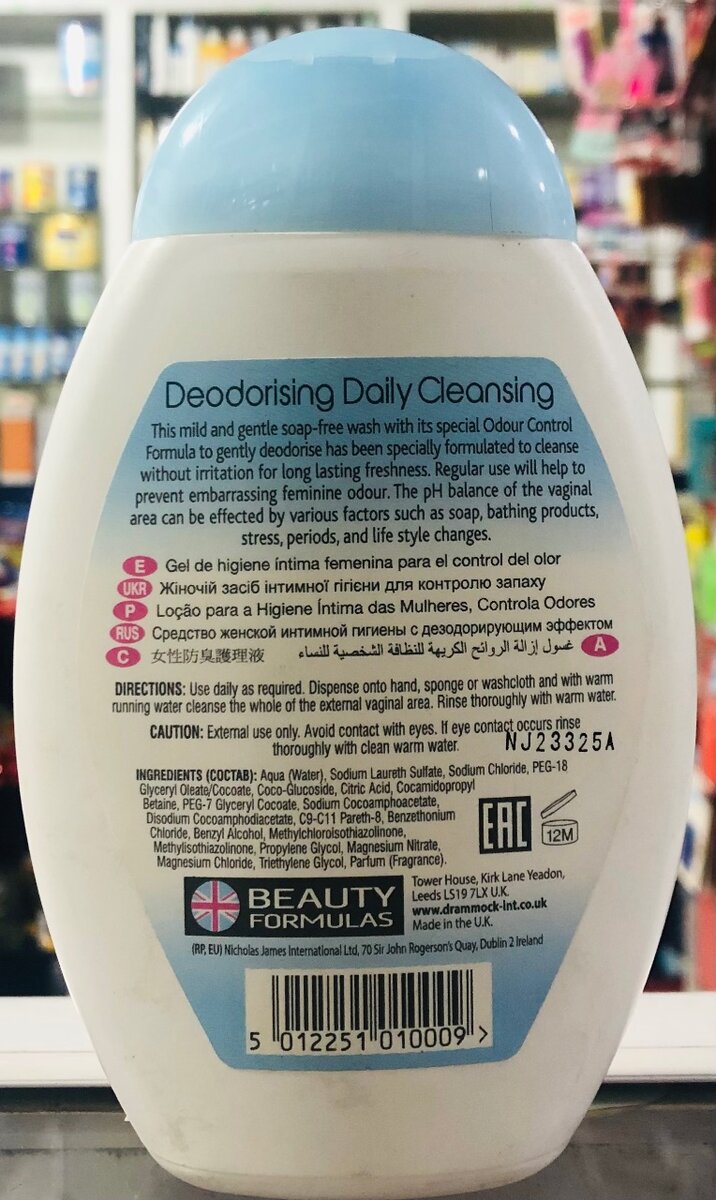 Deodorising Daily Cleansing
This mild and gentle soap-free wash with its special Odour Control
Formula to gently deodorise has been specially formulated to cleanse
without irritation for long lasting freshness. Regular use will help to
prevent embarrassing feminine odour. The pH balance of the vaginal
area can be effected by various factors such as soap, bathing products,
stress, periods, and life style changes.
E Gel de higiene íntima femenina para el control del olor
UKR Жіночій засіб інтимної гігієни для контролю запаху
P Loção para a Higiene Íntima das Mulheres, Controla Odores
RUS Средство женской интимной гигиены с дезодорирующим эффектом
C 女性防臭護理液
A غسول إزالة الروائح الكريهة للنظافة الشخصية للنساء
DIRECTIONS: Use daily as required. Dispense onto hand, sponge or washcloth and with warm
running water cleanse the whole of the external vaginal area. Rinse thoroughly with warm water.
CAUTION: External use only. Avoid contact with eyes. If eye contact occurs rinse
thoroughly with clean warm water.
NJ23325A
INGREDIENTS (СОСТАВ): Aqua (Water), Sodium Laureth Sulfate, Sodium Chloride, PEG-18
Glyceryl Oleate/Cocoate, Coco-Glucoside, Citric Acid, Cocamidopropyl
Betaine, PEG-7 Glyceryl Cocoate, Sodium Cocoamphoacetate,
Disodium Cocoamphodiacetate, C9-C11 Pareth-8, Benzethonium
Chloride, Benzyl Alcohol, Methylchloroisothiazolinone,
Methylisothiazolinone, Propylene Glycol, Magnesium Nitrate,
Magnesium Chloride, Triethylene Glycol, Parfum (Fragrance).
EAC
12M
BEAUTY
FORMULAS
Tower House, Kirk Lane Yeadon,
Leeds LS19 7LX U.K.
www.drammock-int.co.uk
Made in the U.K.
(RP, EU) Nicholas James International Ltd, 70 Sir John Rogerson's Quay, Dublin 2 Ireland
5 012251 010009 >